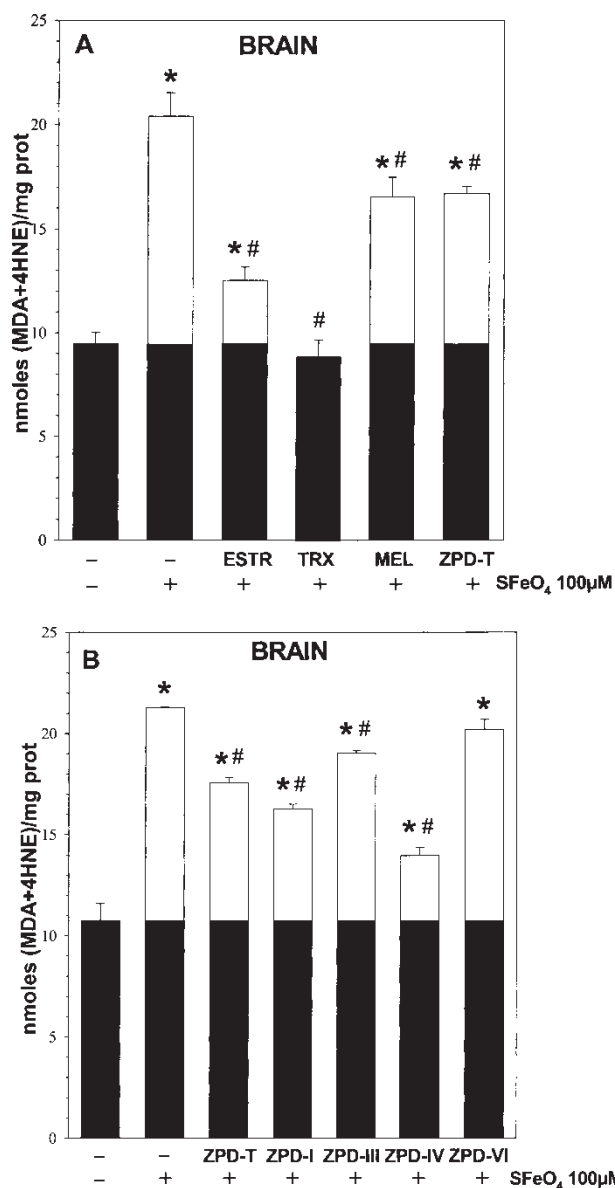 A BRAIN
25
20
15
10
5
0
nmoles (MDA+4HNE)/mg prot
*
* #
#
* #
* #
– – ESTR TRX MEL ZPD-T
– + + + + + SFeO₄ 100µM
B BRAIN
25
20
15
10
5
0
nmoles (MDA+4HNE)/mg prot
*
* #
* #
* #
* #
*
– – ZPD-T ZPD-I ZPD-III ZPD-IV ZPD-VI
– + + + + + + SFeO₄ 100µM